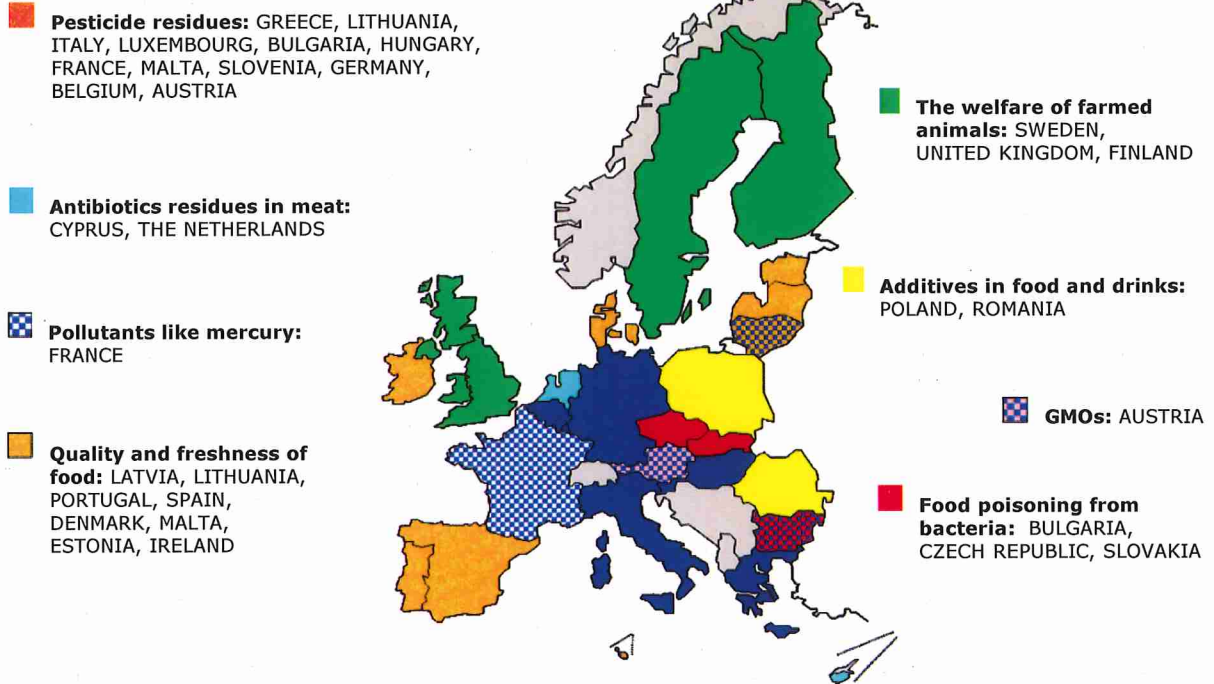 Pesticide residues: GREECE, LITHUANIA,
ITALY, LUXEMBOURG, BULGARIA, HUNGARY,
FRANCE, MALTA, SLOVENIA, GERMANY,
BELGIUM, AUSTRIA
Antibiotics residues in meat:
CYPRUS, THE NETHERLANDS
Pollutants like mercury:
FRANCE
Quality and freshness of
food: LATVIA, LITHUANIA,
PORTUGAL, SPAIN,
DENMARK, MALTA,
ESTONIA, IRELAND
The welfare of farmed
animals: SWEDEN,
UNITED KINGDOM, FINLAND
Additives in food and drinks:
POLAND, ROMANIA
GMOs: AUSTRIA
Food poisoning from
bacteria: BULGARIA,
CZECH REPUBLIC, SLOVAKIA